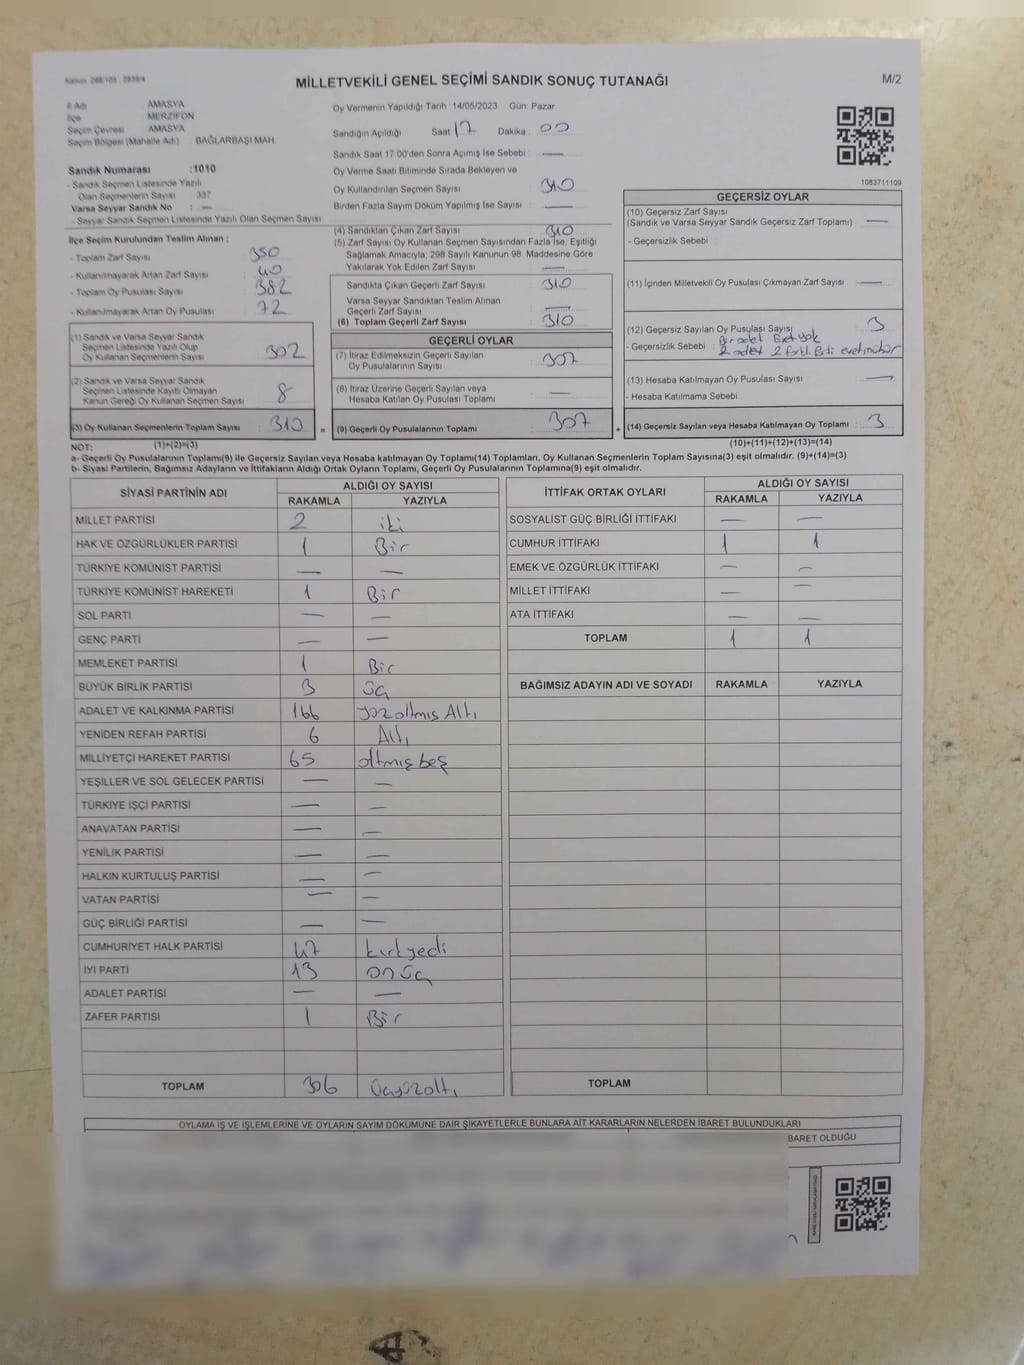 MİLLETVEKİLİ GENEL SEÇİMİ SANDIK SONUÇ TUTANAĞI
M/2
İl Adı : AMASYA
İlçe : MERZİFON
Seçim Çevresi : AMASYA
Seçim Bölgesi (Mahalle Adı) : BAĞLARBAŞI MAH
Sandık Numarası :1010
- Sandık Seçmen Listesinde Yazılı
Olan Seçmenlerin Sayısı : 337
Varsa Seyyar Sandık No : —
- Seyyar Sandık Seçmen Listesinde Yazılı Olan Seçmen Sayısı :
Oy Vermenin Yapıldığı Tarih : 14/05/2023 Gün: Pazar
Sandığın Açıldığı Saat : 17 Dakika : 00
Sandık Saat 17:00'den Sonra Açımış İse Sebebi : —
Oy Verme Saati Bitiminde Sırada Bekleyen ve
Oy Kullandırılan Seçmen Sayısı : 310
Birden Fazla Sayım Döküm Yapılmış İse Sayısı : —
1083711109
İlçe Seçim Kurulundan Teslim Alınan ;
- Toplam Zarf Sayısı : 350
- Kullanılmayarak Artan Zarf Sayısı : 40
- Toplam Oy Pusulası Sayısı : 382
- Kullanılmayarak Artan Oy Pusulası : 72
(1) Sandık ve Varsa Seyyar Sandık
Seçmen Listesinde Yazılı Olup
Oy Kullanan Seçmenlerin Sayısı : 302
(2) Sandık ve Varsa Seyyar Sandık
Seçmen Listesinde Kayıtlı Olmayan
Kanun Gereği Oy Kullanan Seçmen Sayısı : 8
(3) Oy Kullanan Seçmenlerin Toplam Sayısı : 310
(4) Sandıktan Çıkan Zarf Sayısı : 310
(5) Zarf Sayısı Oy Kullanan Seçmen Sayısından Fazla İse, Eşitliği
Sağlamak Amacıyla; 298 Sayılı Kanunun 98. Maddesine Göre
Yakılarak Yok Edilen Zarf Sayısı : —
Sandıkta Çıkan Geçerli Zarf Sayısı : 310
Varsa Seyyar Sandıktan Teslim Alınan
Geçerli Zarf Sayısı : —
(6) Toplam Geçerli Zarf Sayısı : 310
GEÇERLİ OYLAR
(7) İtiraz Edilmeksizin Geçerli Sayılan
Oy Pusulalarının Sayısı : 307
(8) İtiraz Üzerine Geçerli Sayılan veya
Hesaba Katılan Oy Pusulası Toplamı : —
= (9) Geçerli Oy Pusulalarının Toplamı : 307
GEÇERSİZ OYLAR
(10) Geçersiz Zarf Sayısı
(Sandık ve Varsa Seyyar Sandık Geçersiz Zarf Toplamı) : —
- Geçersizlik Sebebi :
(11) İçinden Milletvekili Oy Pusulası Çıkmayan Zarf Sayısı : —
(12) Geçersiz Sayılan Oy Pusulası Sayısı : 3
- Geçersizlik Sebebi : Bir adet Evet yok
2 adet 2 farklı Parti evet mühür
(13) Hesaba Katılmayan Oy Pusulası Sayısı : —
- Hesaba Katılmama Sebebi :
+ (14) Geçersiz Sayılan veya Hesaba Katılmayan Oy Toplamı : 3
NOT: (1)+(2)=(3) (10)+(11)+(12)+(13)=(14)
a- Geçerli Oy Pusulalarının Toplamı(9) ile Geçersiz Sayılan veya Hesaba Katılmayan Oy Toplamı(14) Toplamları, Oy Kullanan Seçmenlerin Toplam Sayısına(3) eşit olmalıdır. (9)+(14)=(3)
b- Siyasi Partilerin, Bağımsız Adayların ve İttifakların Aldığı Ortak Oyların Toplamı, Geçerli Oy Pusulalarının Toplamına(9) eşit olmalıdır.
SİYASİ PARTİNİN ADI ALDIĞI OY SAYISI
RAKAMLA YAZIYLA
MİLLET PARTİSİ 2 iki
HAK VE ÖZGÜRLÜKLER PARTİSİ 1 Bir
TÜRKİYE KOMÜNİST PARTİSİ — —
TÜRKİYE KOMÜNİST HAREKETİ 1 Bir
SOL PARTİ — —
GENÇ PARTİ — —
MEMLEKET PARTİSİ 1 Bir
BÜYÜK BİRLİK PARTİSİ 3 üç
ADALET VE KALKINMA PARTİSİ 166 yüzaltmış Altı
YENİDEN REFAH PARTİSİ 6 Altı
MİLLİYETÇİ HAREKET PARTİSİ 65 altmışbeş
YEŞİLLER VE SOL GELECEK PARTİSİ — —
TÜRKİYE İŞÇİ PARTİSİ — —
ANAVATAN PARTİSİ — —
YENİLİK PARTİSİ — —
HALKIN KURTULUŞ PARTİSİ — —
VATAN PARTİSİ — —
GÜÇ BİRLİĞİ PARTİSİ — —
CUMHURİYET HALK PARTİSİ 47 kırkyedi
İYİ PARTİ 13 onüç
ADALET PARTİSİ — —
ZAFER PARTİSİ 1 Bir
TOPLAM 306 üçyüzaltı
İTTİFAK ORTAK OYLARI ALDIĞI OY SAYISI
RAKAMLA YAZIYLA
SOSYALİST GÜÇ BİRLİĞİ İTTİFAKI — —
CUMHUR İTTİFAKI 1 1
EMEK VE ÖZGÜRLÜK İTTİFAKI — —
MİLLET İTTİFAKI — —
ATA İTTİFAKI — —
TOPLAM 1 1
BAĞIMSIZ ADAYIN ADI VE SOYADI RAKAMLA YAZIYLA
TOPLAM
OYLAMA İŞ VE İŞLEMLERİNE VE OYLARIN SAYIM DÖKÜMÜNE DAİR ŞİKAYETLERLE BUNLARA AİT KARARLARIN NELERDEN İBARET BULUNDUKLARI
BARET OLDUĞU